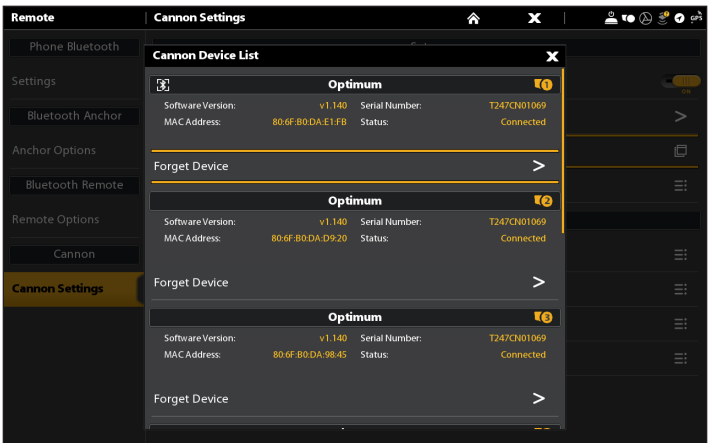 Remote
Cannon Settings
X
GPS
Phone Bluetooth
Settings
Bluetooth Anchor
Anchor Options
Bluetooth Remote
Remote Options
Cannon
Cannon Settings
ON
Cannon Device List
X
Optimum
1
Software Version: v1.140 Serial Number: T247CN01069
MAC Address: 80:6F:B0:DA:E1:FB Status: Connected
Forget Device >
Optimum
2
Software Version: v1.140 Serial Number: T247CN01069
MAC Address: 80:6F:B0:DA:D9:20 Status: Connected
Forget Device >
Optimum
3
Software Version: v1.140 Serial Number: T247CN01069
MAC Address: 80:6F:B0:DA:98:45 Status: Connected
Forget Device >